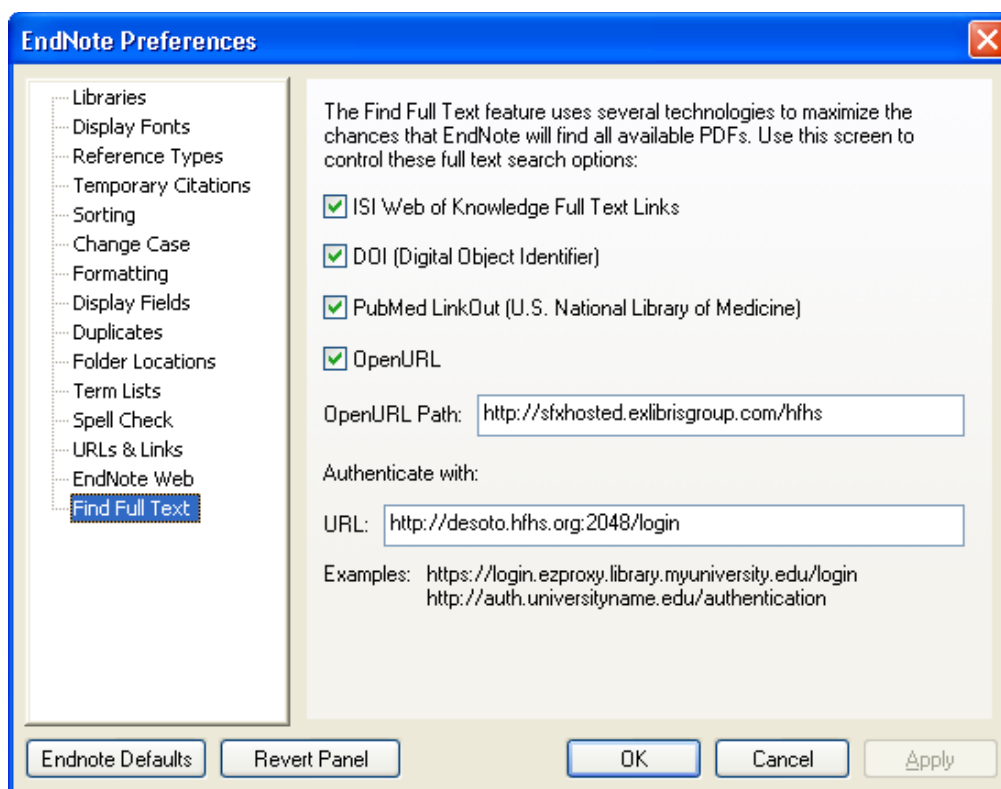 EndNote Preferences
Libraries
Display Fonts
Reference Types
Temporary Citations
Sorting
Change Case
Formatting
Display Fields
Duplicates
Folder Locations
Term Lists
Spell Check
URLs & Links
EndNote Web
Find Full Text
The Find Full Text feature uses several technologies to maximize the
chances that EndNote will find all available PDFs. Use this screen to
control these full text search options:
ISI Web of Knowledge Full Text Links
DOI (Digital Object Identifier)
PubMed LinkOut (U.S. National Library of Medicine)
OpenURL
OpenURL Path: http://sfxhosted.exlibrisgroup.com/hfhs
Authenticate with:
URL: http://desoto.hfhs.org:2048/login
Examples: https://login.ezproxy.library.myuniversity.edu/login
http://auth.universityname.edu/authentication
Endnote Defaults Revert Panel OK Cancel Apply